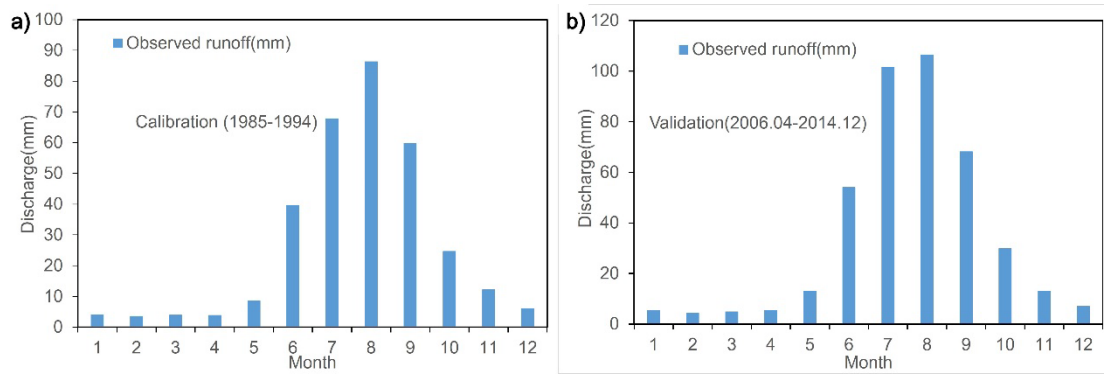 a)
100
90
80
70
60
50
40
30
20
10
0
Discharge(mm)
Observed runoff(mm)
Calibration (1985-1994)
1 2 3 4 5 6 7 8 9 10 11 12
Month
b)
120
100
80
60
40
20
0
Discharge(mm)
Observed runoff(mm)
Validation(2006.04-2014.12)
1 2 3 4 5 6 7 8 9 10 11 12
Month